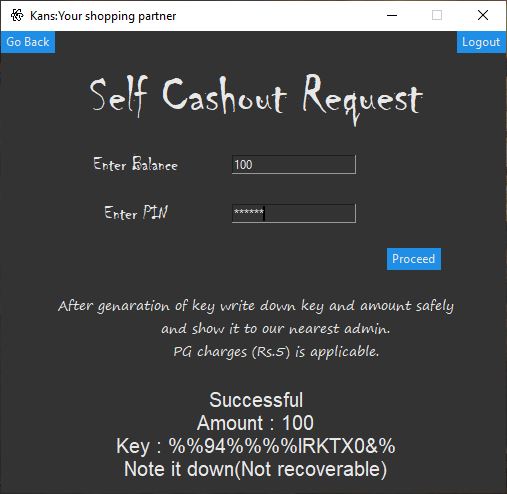 Kans:Your shopping partner
Go Back
Logout
Self Cashout Request
Enter Balance
100
Enter PIN
******
Proceed
After genaration of key write down key and amount safely
and show it to our nearest admin.
PG charges (Rs.5) is applicable.
Successful
Amount : 100
Key : %%94%%%%lRKTX0&%
Note it down(Not recoverable)